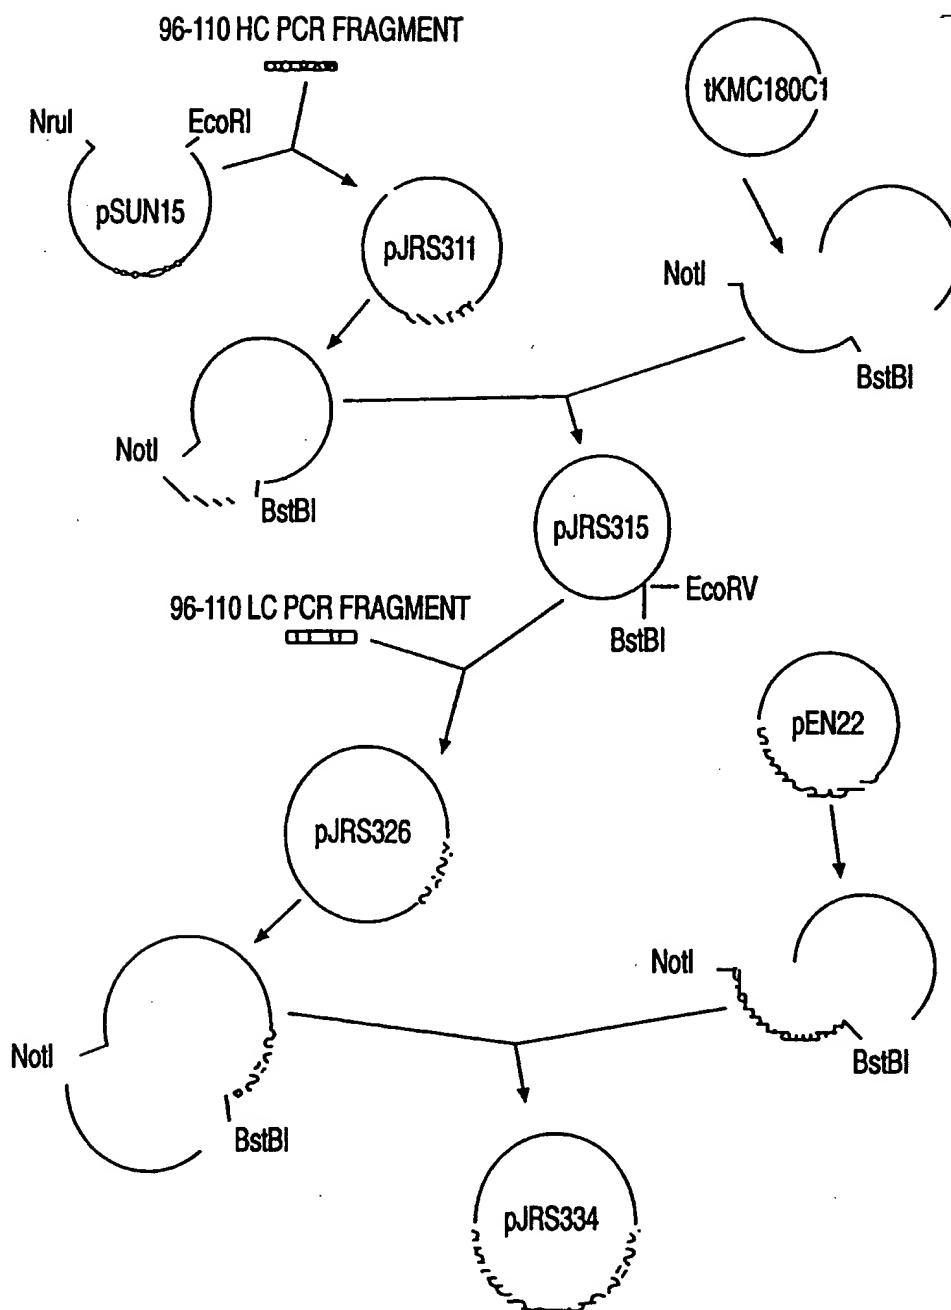 96-110 HC PCR FRAGMENT
tKMC180C1
NruI
EcoRI
pSUN15
pJRS311
NotI
BstBI
NotI
BstBI
pJRS315
EcoRV
BstBI
96-110 LC PCR FRAGMENT
pEN22
pJRS326
NotI
BstBI
NotI
BstBI
pJRS334